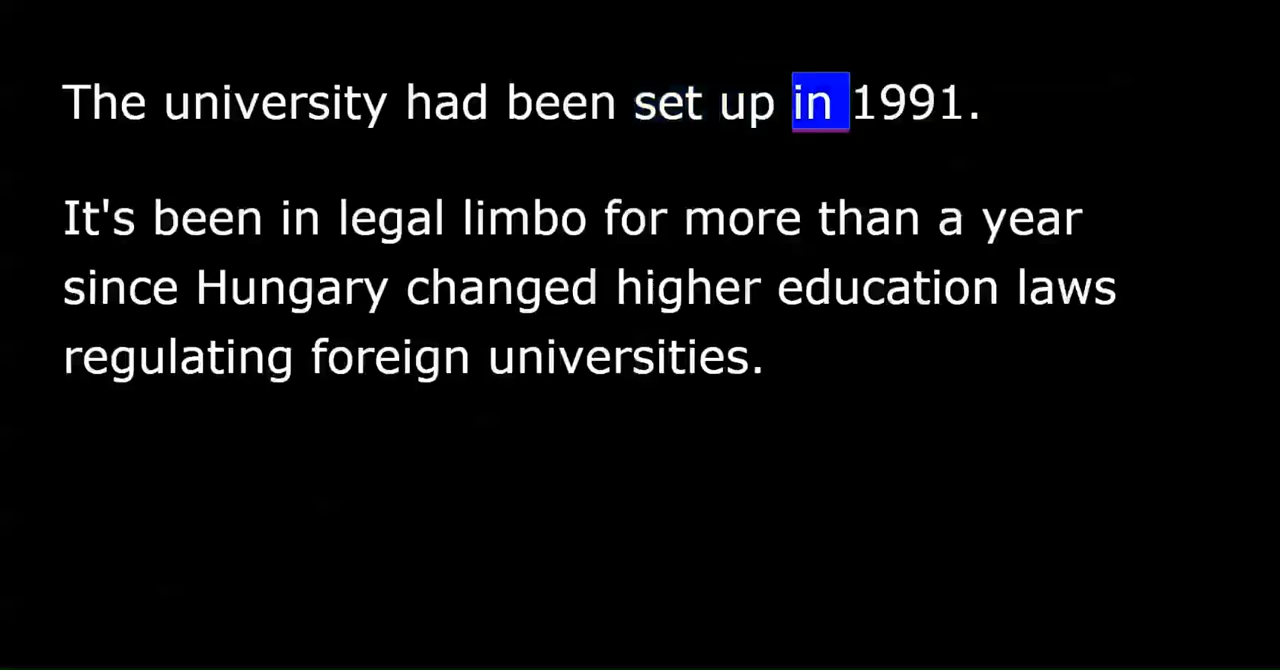 The university had been set up in 1991.
It's been in legal limbo for more than a year
since Hungary changed higher education laws
regulating foreign universities.